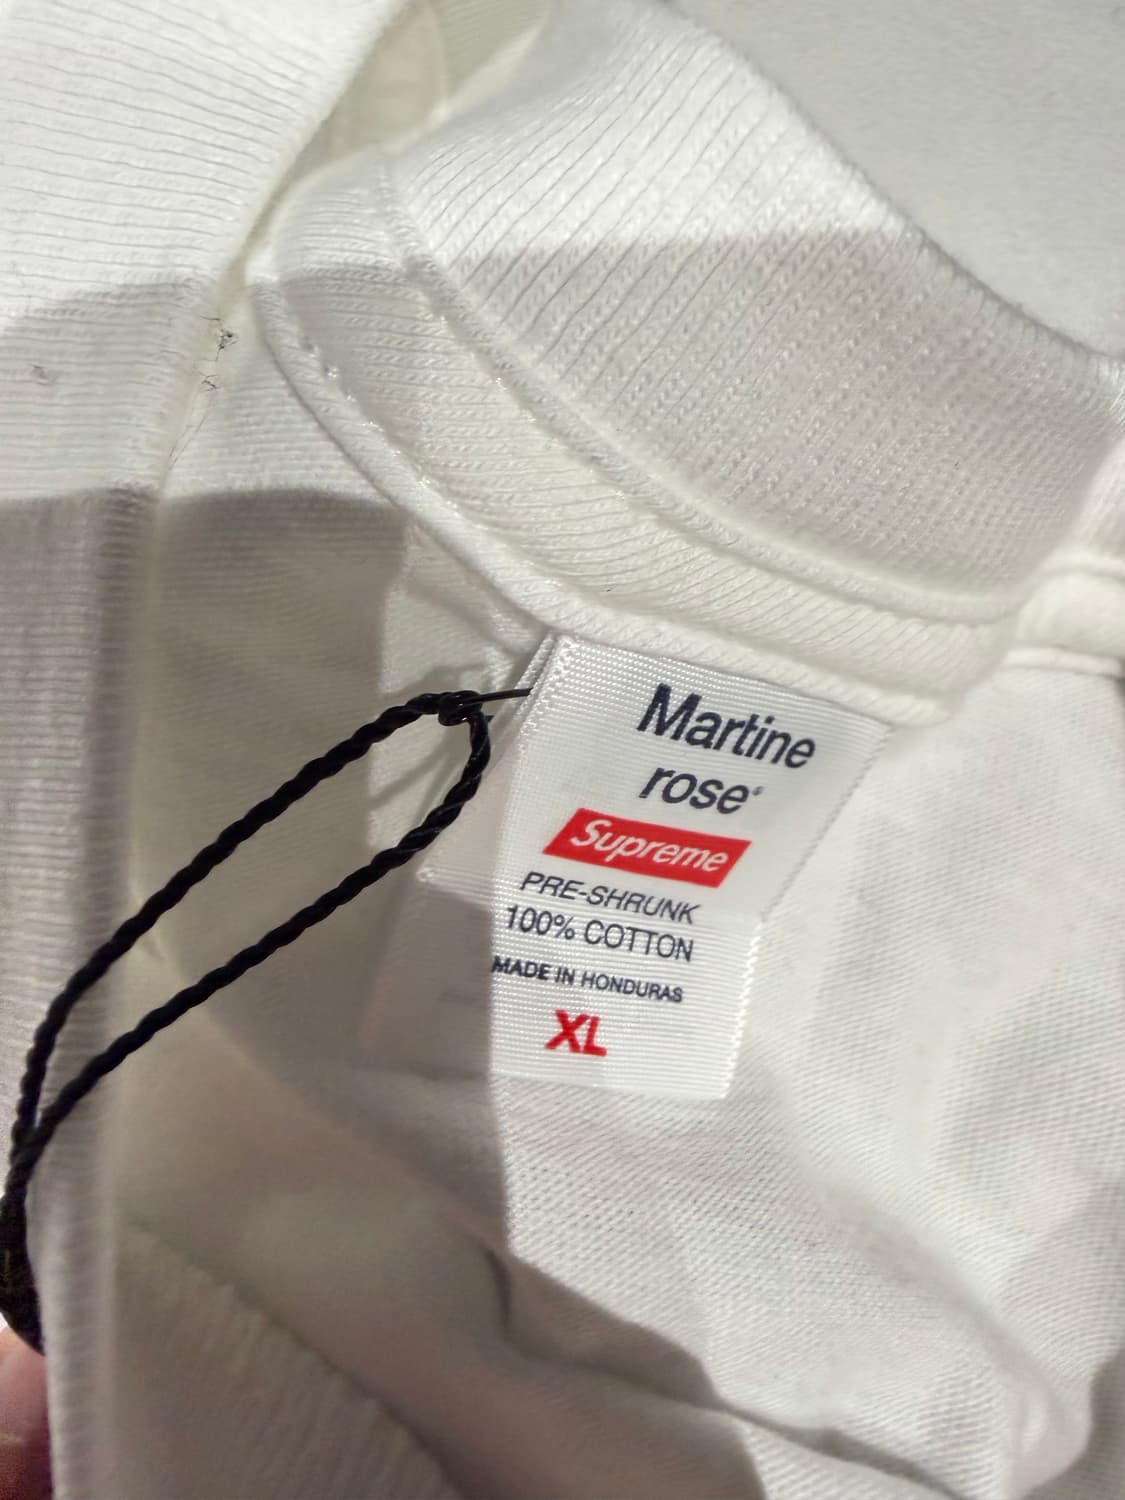 Martine
rose®
Supreme
PRE-SHRUNK
100% COTTON
MADE IN HONDURAS
XL